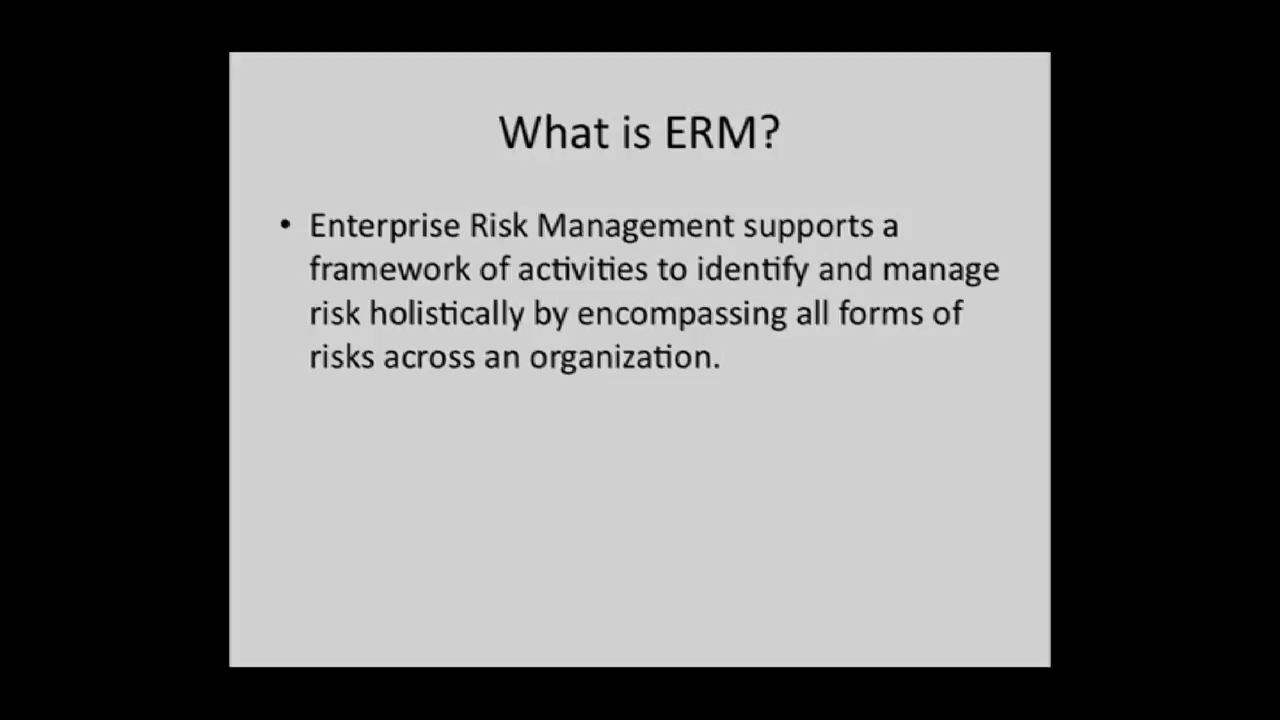 What is ERM?
• Enterprise Risk Management supports a
framework of activities to identify and manage
risk holistically by encompassing all forms of
risks across an organization.